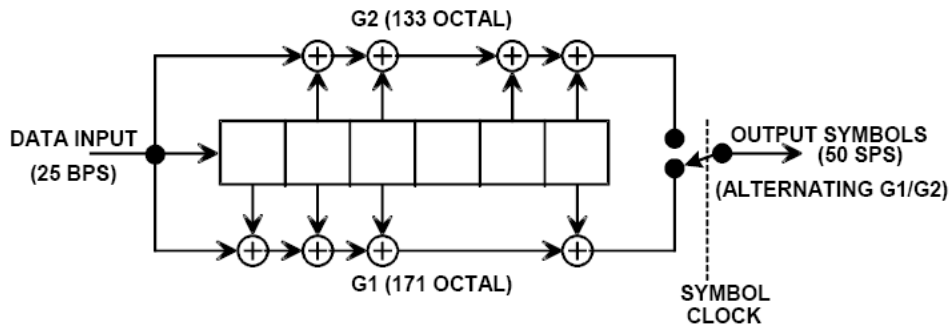 G2 (133 OCTAL)
DATA INPUT
(25 BPS)
OUTPUT SYMBOLS
(50 SPS)
(ALTERNATING G1/G2)
G1 (171 OCTAL)
SYMBOL
CLOCK